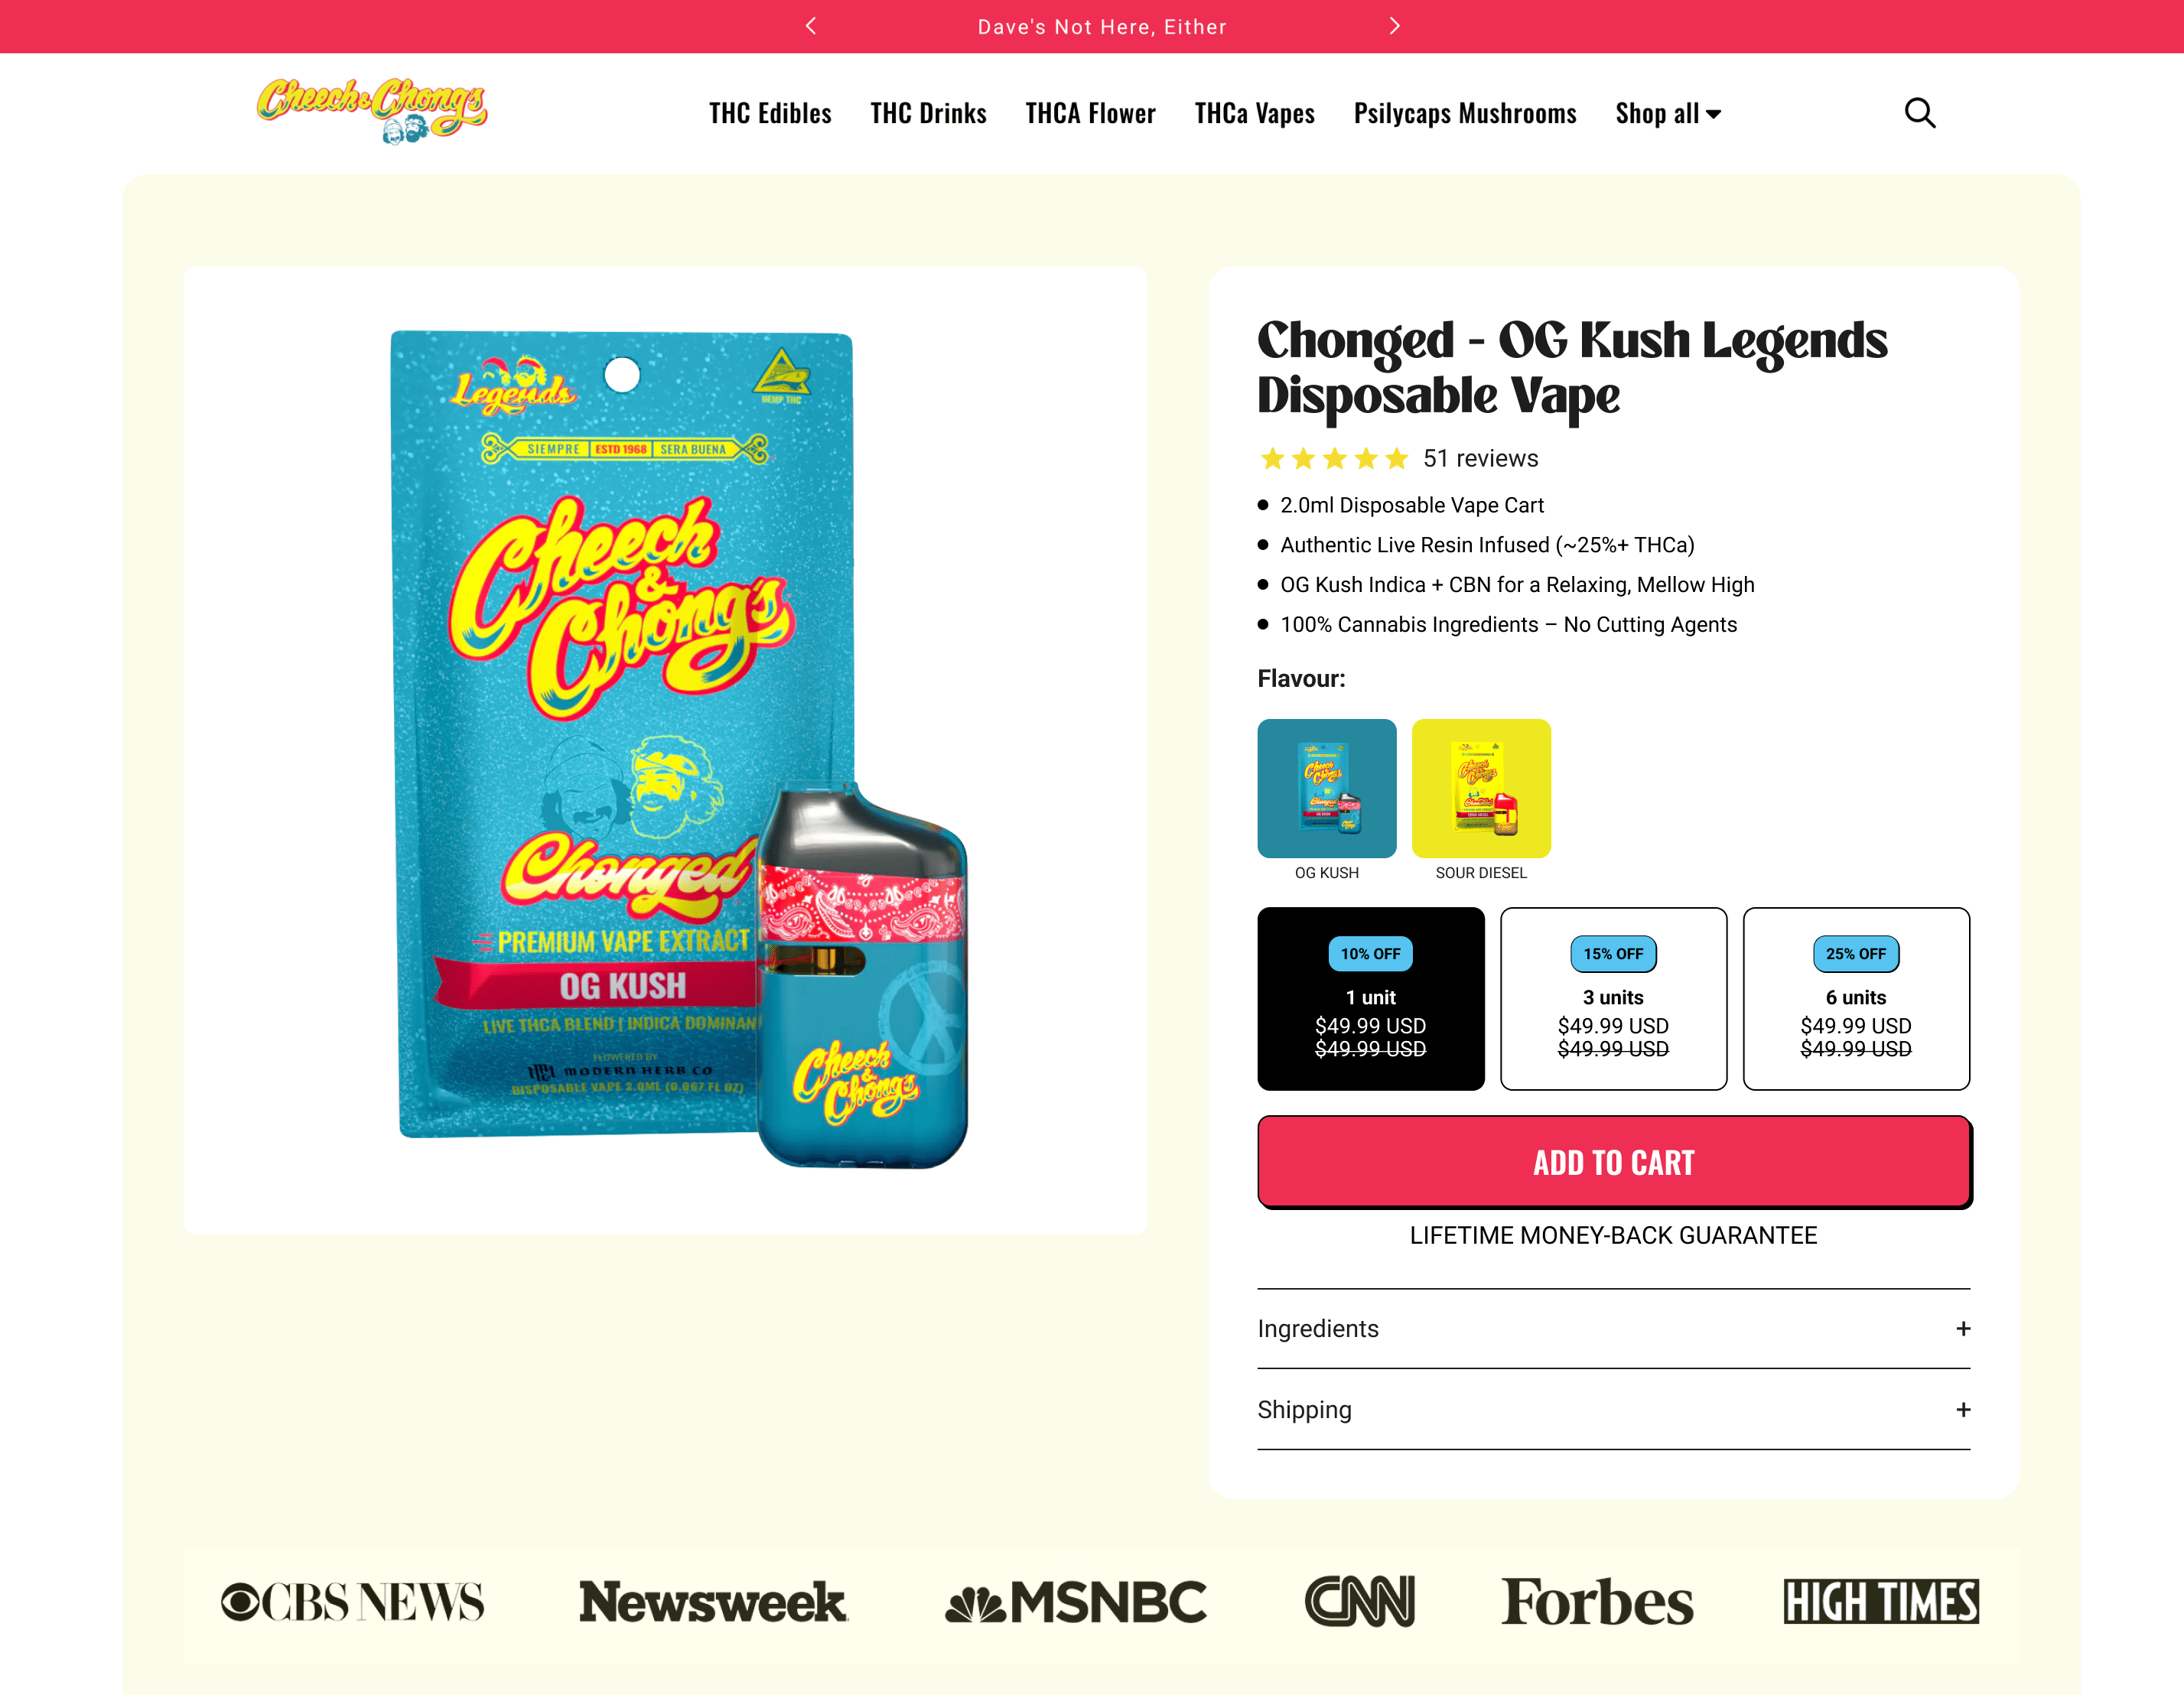 Dave's Not Here, Either
Cheech & Chong's
THC Edibles
THC Drinks
THCA Flower
THCa Vapes
Psilycaps Mushrooms
Shop all
Legends
HEMP THC
SIEMPRE ESTD 1968 SERA BUENA
Cheech
&
Chong's
Chonged
PREMIUM VAPE EXTRACT
OG KUSH
LIVE THCA BLEND | INDICA DOMINAN
FLOWERED BY
MODERN HERB CO
DISPOSABLE VAPE 2.0ML (0.067 FL OZ)
Cheech
&
Chong's
Chonged - OG Kush Legends
Disposable Vape
51 reviews
2.0ml Disposable Vape Cart
Authentic Live Resin Infused (~25%+ THCa)
OG Kush Indica + CBN for a Relaxing, Mellow High
100% Cannabis Ingredients – No Cutting Agents
Flavour:
OG KUSH
SOUR DIESEL
10% OFF
1 unit
$49.99 USD
$49.99 USD
15% OFF
3 units
$49.99 USD
$49.99 USD
25% OFF
6 units
$49.99 USD
$49.99 USD
ADD TO CART
LIFETIME MONEY-BACK GUARANTEE
Ingredients
+
Shipping
+
CBS NEWS
Newsweek
MSNBC
CNN
Forbes
HIGH TIMES